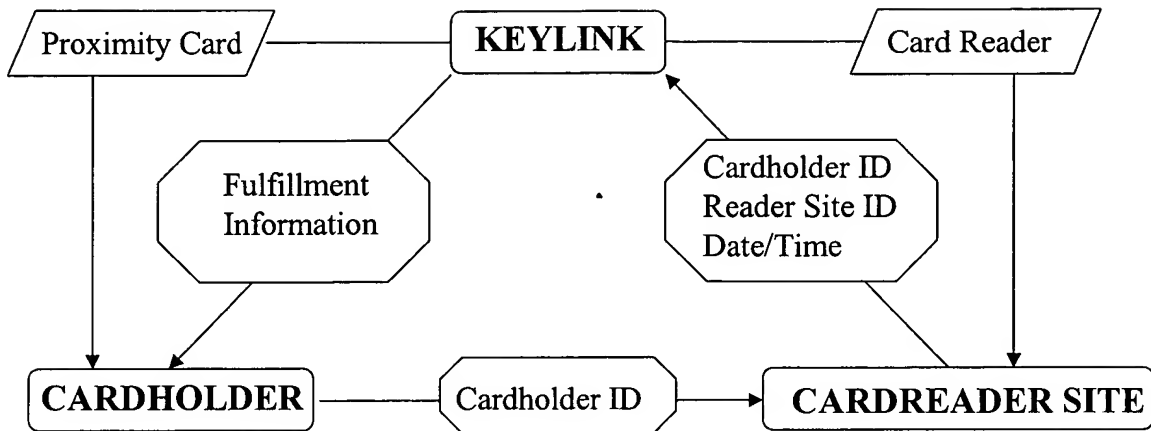 Proximity Card
KEYLINK
Card Reader
Fulfillment
Information
Cardholder ID
Reader Site ID
Date/Time
CARDHOLDER
Cardholder ID
CARDREADER SITE